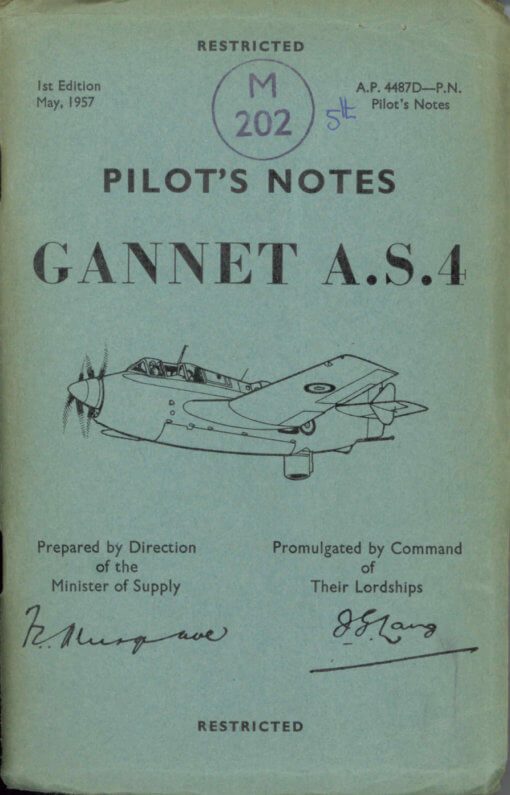 RESTRICTED
1st Edition
May, 1957
M
202
5th
A.P. 4487D—P.N.
Pilot's Notes
PILOT'S NOTES
GANNET A.S.4
Prepared by Direction
of the
Minister of Supply
Promulgated by Command
of
Their Lordships
J.G. Lang
RESTRICTED